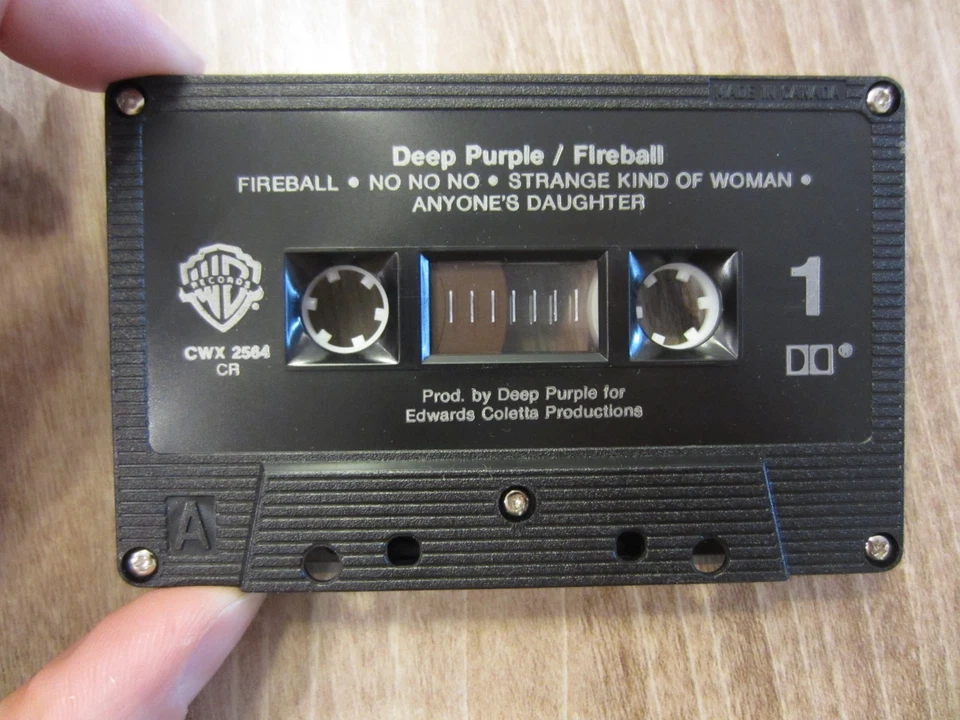 MADE IN CANADA
Deep Purple / Fireball
FIREBALL • NO NO NO • STRANGE KIND OF WOMAN •
ANYONE'S DAUGHTER
RECORDS
1
CWX 2564
CR
Prod. by Deep Purple for
Edwards Coletta Productions
A